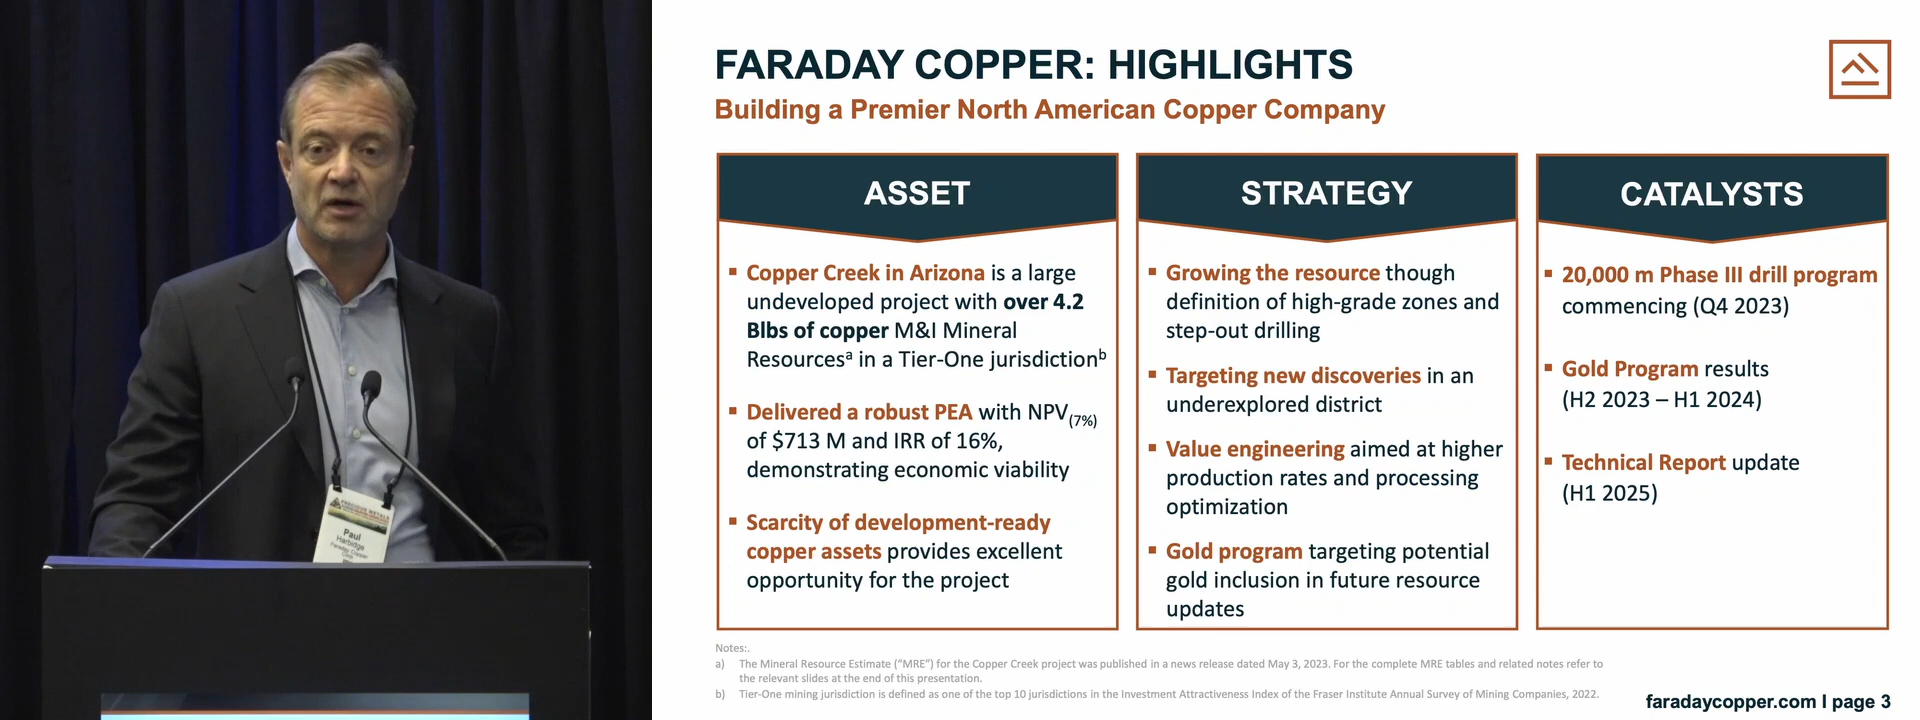 PRECIOUS METALS
Paul
Harbidge
Faraday Copper
Corp
FARADAY COPPER: HIGHLIGHTS
Building a Premier North American Copper Company
ASSET
▪ Copper Creek in Arizona is a large
undeveloped project with over 4.2
Blbs of copper M&I Mineral
Resourcesᵃ in a Tier-One jurisdictionᵇ
▪ Delivered a robust PEA with NPV(7%)
of $713 M and IRR of 16%,
demonstrating economic viability
▪ Scarcity of development-ready
copper assets provides excellent
opportunity for the project
STRATEGY
▪ Growing the resource though
definition of high-grade zones and
step-out drilling
▪ Targeting new discoveries in an
underexplored district
▪ Value engineering aimed at higher
production rates and processing
optimization
▪ Gold program targeting potential
gold inclusion in future resource
updates
CATALYSTS
▪ 20,000 m Phase III drill program
commencing (Q4 2023)
▪ Gold Program results
(H2 2023 – H1 2024)
▪ Technical Report update
(H1 2025)
Notes:.
a) The Mineral Resource Estimate (“MRE”) for the Copper Creek project was published in a news release dated May 3, 2023. For the complete MRE tables and related notes refer to
the relevant slides at the end of this presentation.
b) Tier-One mining jurisdiction is defined as one of the top 10 jurisdictions in the Investment Attractiveness Index of the Fraser Institute Annual Survey of Mining Companies, 2022.
faradaycopper.com I page 3